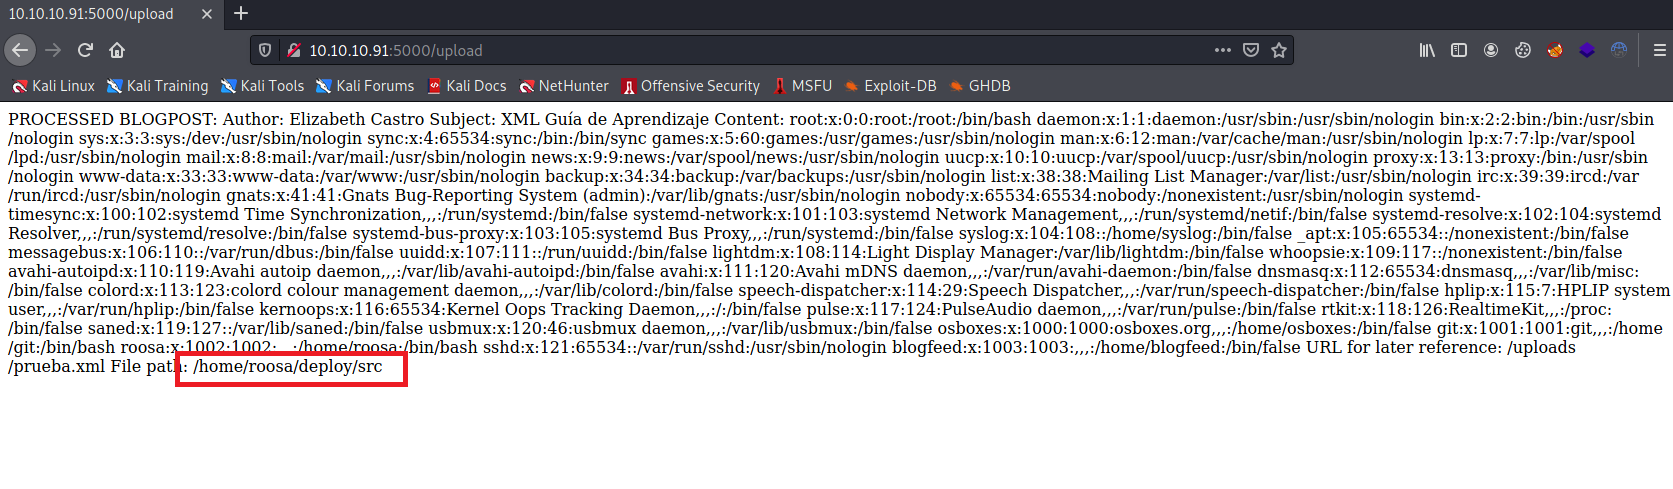 10.10.10.91:5000/upload
10.10.10.91:5000/upload
Kali Linux Kali Training Kali Tools Kali Forums Kali Docs NetHunter Offensive Security MSFU Exploit-DB GHDB
PROCESSED BLOGPOST: Author: Elizabeth Castro Subject: XML Guía de Aprendizaje Content: root:x:0:0:root:/root:/bin/bash daemon:x:1:1:daemon:/usr/sbin:/usr/sbin/nologin bin:x:2:2:bin:/bin:/usr/sbin
/nologin sys:x:3:3:sys:/dev:/usr/sbin/nologin sync:x:4:65534:sync:/bin:/bin/sync games:x:5:60:games:/usr/games:/usr/sbin/nologin man:x:6:12:man:/var/cache/man:/usr/sbin/nologin lp:x:7:7:lp:/var/spool
/lpd:/usr/sbin/nologin mail:x:8:8:mail:/var/mail:/usr/sbin/nologin news:x:9:9:news:/var/spool/news:/usr/sbin/nologin uucp:x:10:10:uucp:/var/spool/uucp:/usr/sbin/nologin proxy:x:13:13:proxy:/bin:/usr/sbin
/nologin www-data:x:33:33:www-data:/var/www:/usr/sbin/nologin backup:x:34:34:backup:/var/backups:/usr/sbin/nologin list:x:38:38:Mailing List Manager:/var/list:/usr/sbin/nologin irc:x:39:39:ircd:/var
/run/ircd:/usr/sbin/nologin gnats:x:41:41:Gnats Bug-Reporting System (admin):/var/lib/gnats:/usr/sbin/nologin nobody:x:65534:65534:nobody:/nonexistent:/usr/sbin/nologin systemd-
timesync:x:100:102:systemd Time Synchronization,,,:/run/systemd:/bin/false systemd-network:x:101:103:systemd Network Management,,,:/run/systemd/netif:/bin/false systemd-resolve:x:102:104:systemd
Resolver,,,:/run/systemd/resolve:/bin/false systemd-bus-proxy:x:103:105:systemd Bus Proxy,,,:/run/systemd:/bin/false syslog:x:104:108::/home/syslog:/bin/false _apt:x:105:65534::/nonexistent:/bin/false
messagebus:x:106:110::/var/run/dbus:/bin/false uuidd:x:107:111::/run/uuidd:/bin/false lightdm:x:108:114:Light Display Manager:/var/lib/lightdm:/bin/false whoopsie:x:109:117::/nonexistent:/bin/false
avahi-autoipd:x:110:119:Avahi autoip daemon,,,:/var/lib/avahi-autoipd:/bin/false avahi:x:111:120:Avahi mDNS daemon,,,:/var/run/avahi-daemon:/bin/false dnsmasq:x:112:65534:dnsmasq,,,:/var/lib/misc:
/bin/false colord:x:113:123:colord colour management daemon,,,:/var/lib/colord:/bin/false speech-dispatcher:x:114:29:Speech Dispatcher,,,:/var/run/speech-dispatcher:/bin/false hplip:x:115:7:HPLIP system
user,,,:/var/run/hplip:/bin/false kernoops:x:116:65534:Kernel Oops Tracking Daemon,,,:/:/bin/false pulse:x:117:124:PulseAudio daemon,,,:/var/run/pulse:/bin/false rtkit:x:118:126:RealtimeKit,,,:/proc:
/bin/false saned:x:119:127::/var/lib/saned:/bin/false usbmux:x:120:46:usbmux daemon,,,:/var/lib/usbmux:/bin/false osboxes:x:1000:1000:osboxes.org,,,:/home/osboxes:/bin/false git:x:1001:1001:git,,,:/home
/git:/bin/bash roosa:x:1002:1002:,,,:/home/roosa:/bin/bash sshd:x:121:65534::/var/run/sshd:/usr/sbin/nologin blogfeed:x:1003:1003:,,,:/home/blogfeed:/bin/false URL for later reference: /uploads
/prueba.xml File path: /home/roosa/deploy/src